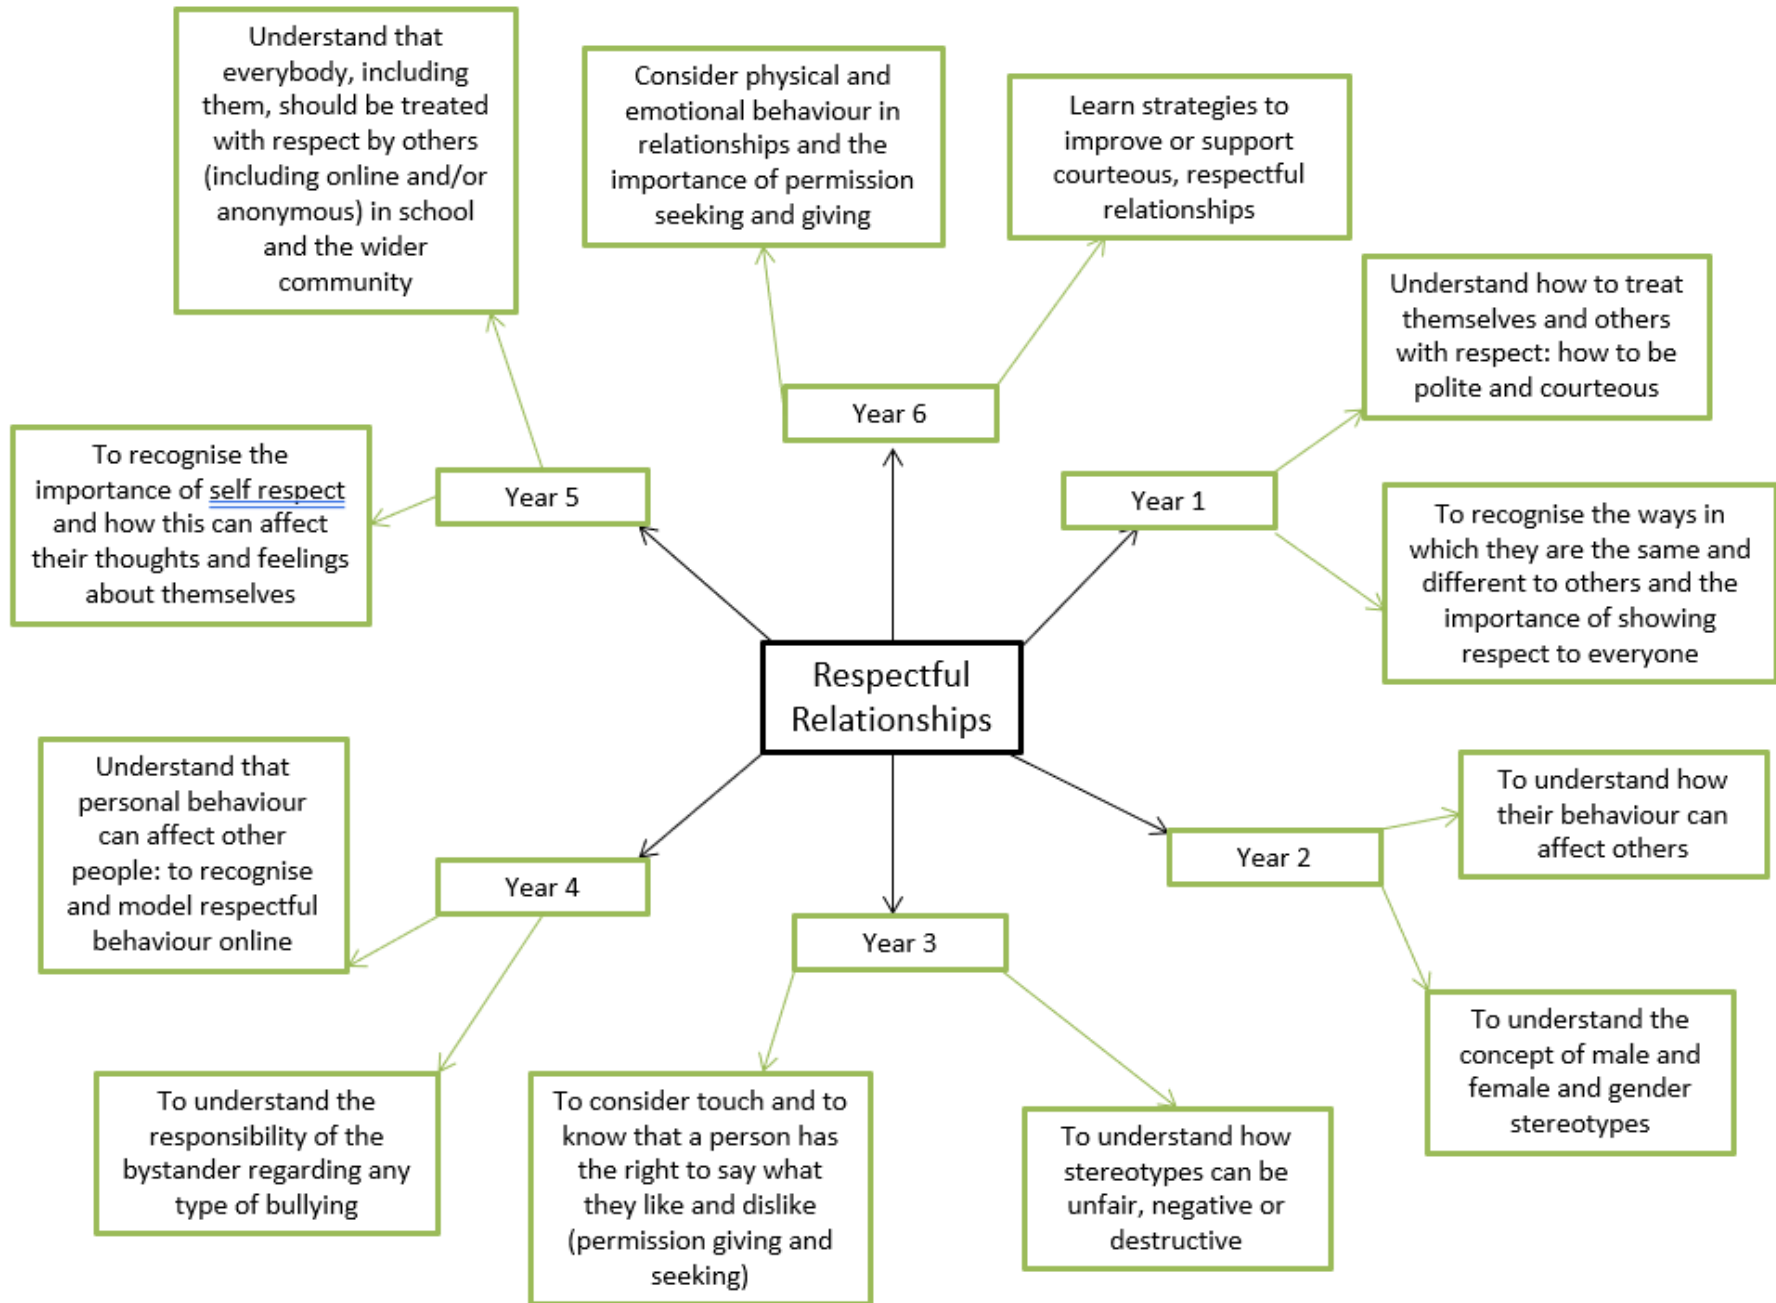 Understand that
everybody, including
them, should be treated
with respect by others
(including online and/or
anonymous) in school
and the wider
community
Consider physical and
emotional behaviour in
relationships and the
importance of permission
seeking and giving
Learn strategies to
improve or support
courteous, respectful
relationships
Understand how to treat
themselves and others
with respect: how to be
polite and courteous
Year 6
To recognise the
importance of self respect
and how this can affect
their thoughts and feelings
about themselves
Year 5
Year 1
To recognise the ways in
which they are the same and
different to others and the
importance of showing
respect to everyone
Respectful
Relationships
Understand that
personal behaviour
can affect other
people: to recognise
and model respectful
behaviour online
Year 4
Year 3
Year 2
To understand how
their behaviour can
affect others
To understand the
concept of male and
female and gender
stereotypes
To understand the
responsibility of the
bystander regarding any
type of bullying
To consider touch and to
know that a person has
the right to say what
they like and dislike
(permission giving and
seeking)
To understand how
stereotypes can be
unfair, negative or
destructive